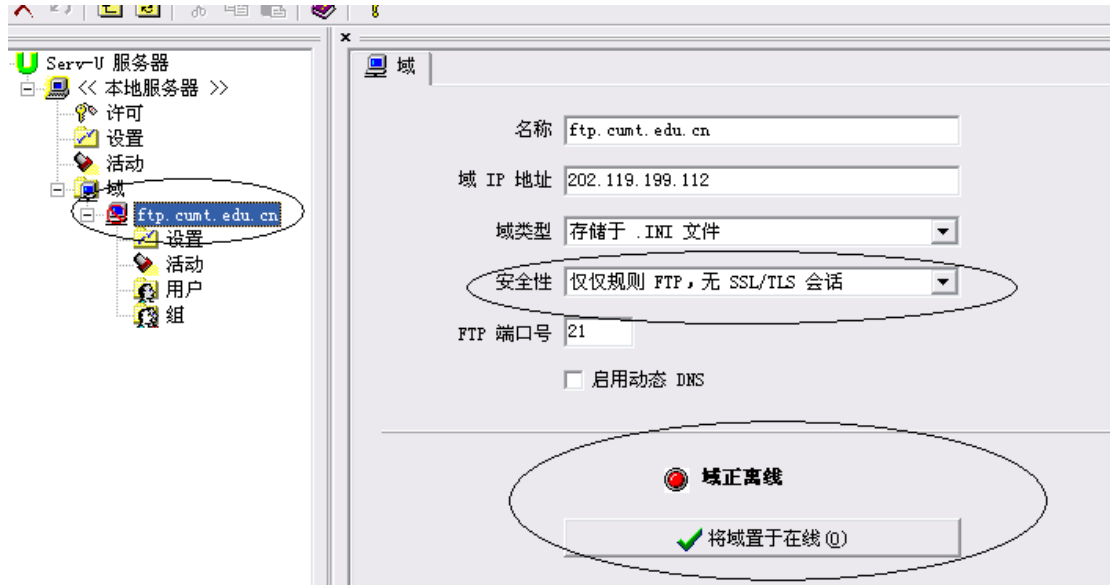 Serv-U 服务器
<< 本地服务器 >>
许可
设置
活动
域
ftp.cumt.edu.cn
设置
活动
用户
组
域
名称 ftp.cumt.edu.cn
域 IP 地址 202.119.199.112
域类型 存储于 .INI 文件
安全性 仅仅规则 FTP，无 SSL/TLS 会话
FTP 端口号 21
启用动态 DNS
域正离线
将域置于在线(O)